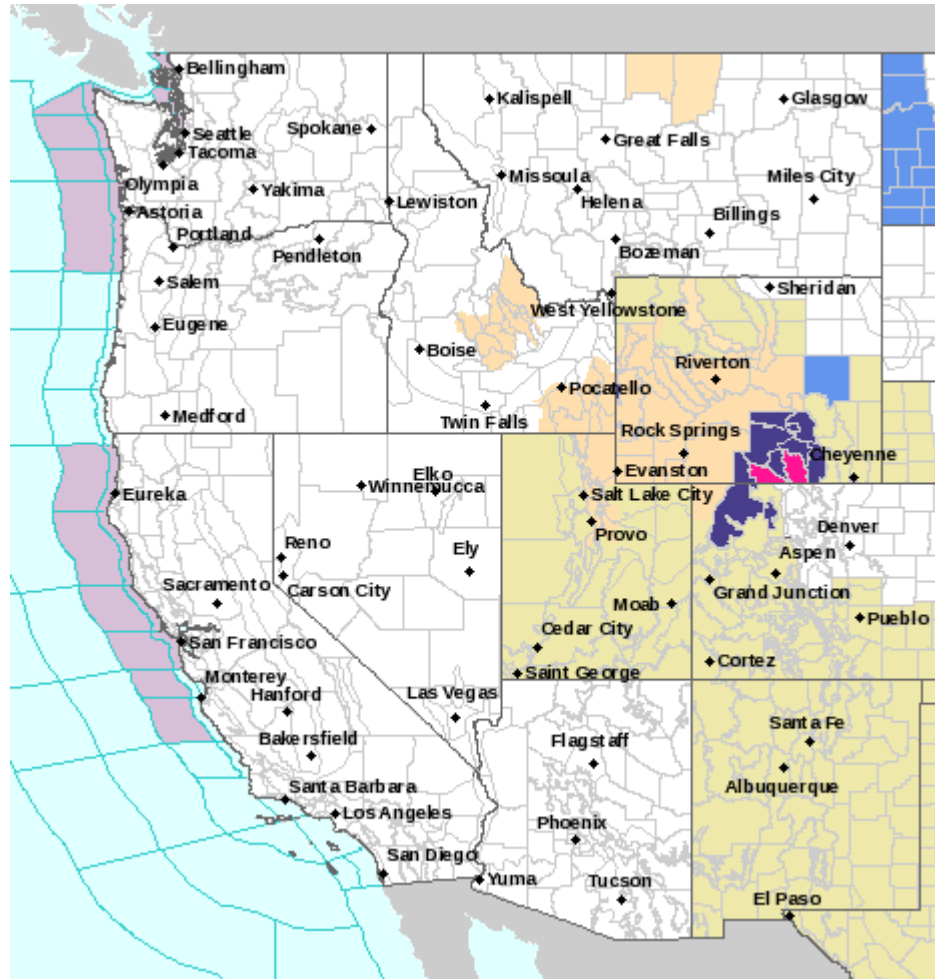 Bellingham
Kalispell
Glasgow
Seattle
Spokane
Great Falls
Tacoma
Olympia
Yakima
Missoula
Miles City
Lewiston
Helena
Astoria
Billings
Portland
Pendleton
Bozeman
Salem
Sheridan
West Yellowstone
Eugene
Boise
Riverton
Pocatello
Medford
Twin Falls
Rock Springs
Cheyenne
Elko
Winnemucca
Evanston
Eureka
Salt Lake City
Provo
Denver
Reno
Ely
Aspen
Sacramento
Carson City
Grand Junction
Moab
Pueblo
San Francisco
Cedar City
Cortez
Monterey
Saint George
Hanford
Las Vegas
Santa Fe
Bakersfield
Flagstaff
Albuquerque
Santa Barbara
Los Angeles
Phoenix
San Diego
Yuma
Tucson
El Paso